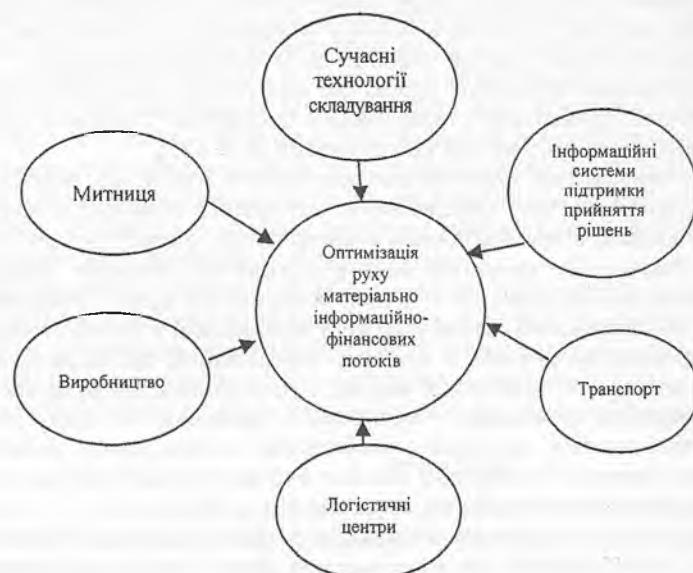 Сучасні
технології
складування
Митниця
Інформаційні
системи
підтримки
прийняття
рішень
Оптимізація
руху
матеріально
інформаційно-
фінансових
потоків
Виробництво
Транспорт
Логістичні
центри